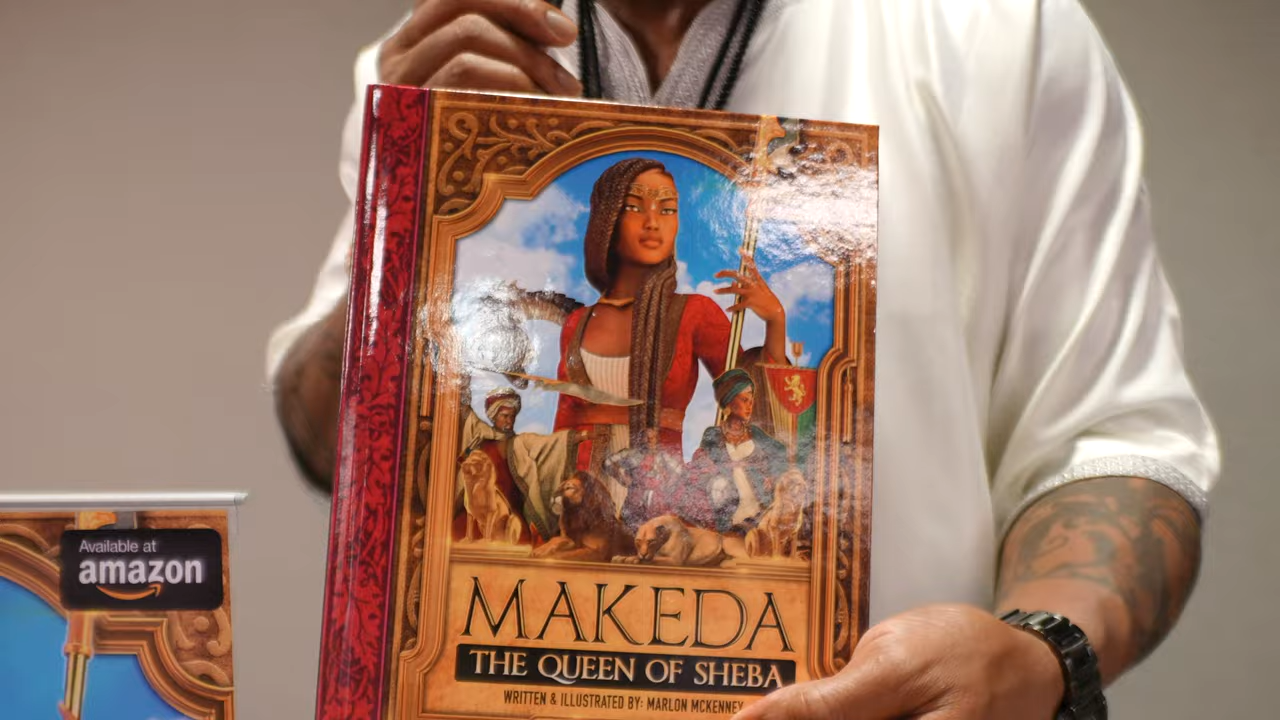 MAKEDA
THE QUEEN OF SHEBA
WRITTEN & ILLUSTRATED BY: MARLON MCKENNEY
Available at
amazon